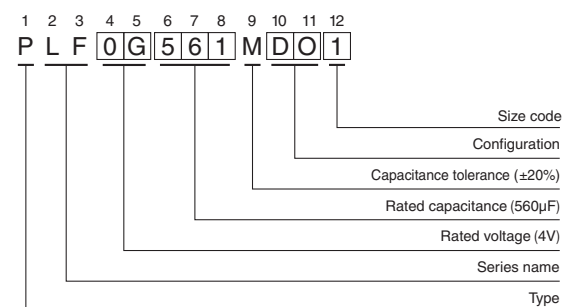 1 2 3 4 5 6 7 8 9 10 11 12
P L F 0 G 5 6 1 M D O 1
Size code
Configuration
Capacitance tolerance (±20%)
Rated capacitance (560µF)
Rated voltage (4V)
Series name
Type